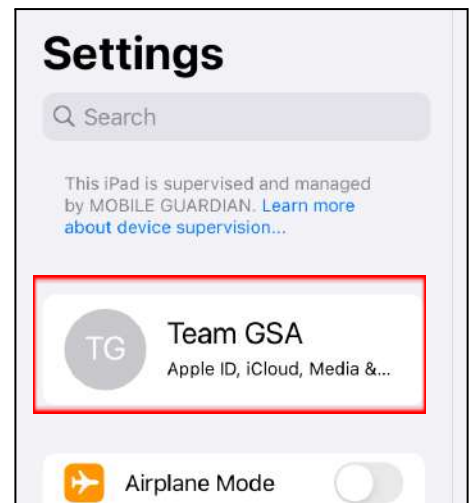 Settings
Search
This iPad is supervised and managed
by MOBILE GUARDIAN. Learn more
about device supervision...
TG
Team GSA
Apple ID, iCloud, Media &...
Airplane Mode